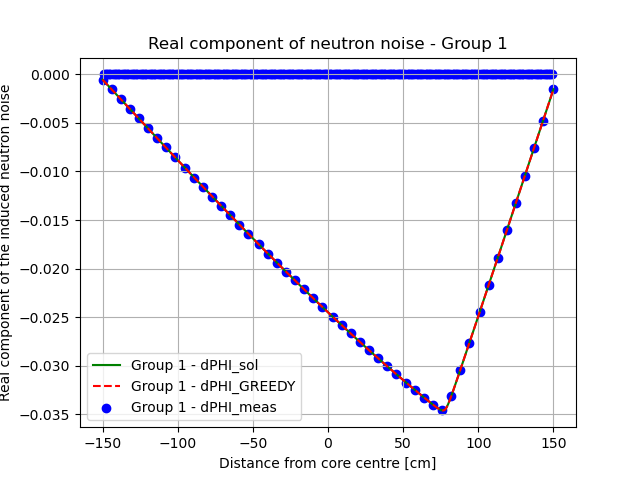 Real component of neutron noise - Group 1
Real component of the induced neutron noise
0.000
−0.005
−0.010
−0.015
−0.020
−0.025
−0.030
−0.035
Group 1 - dPHI_sol
Group 1 - dPHI_GREEDY
Group 1 - dPHI_meas
−150
−100
−50
0
50
100
150
Distance from core centre [cm]